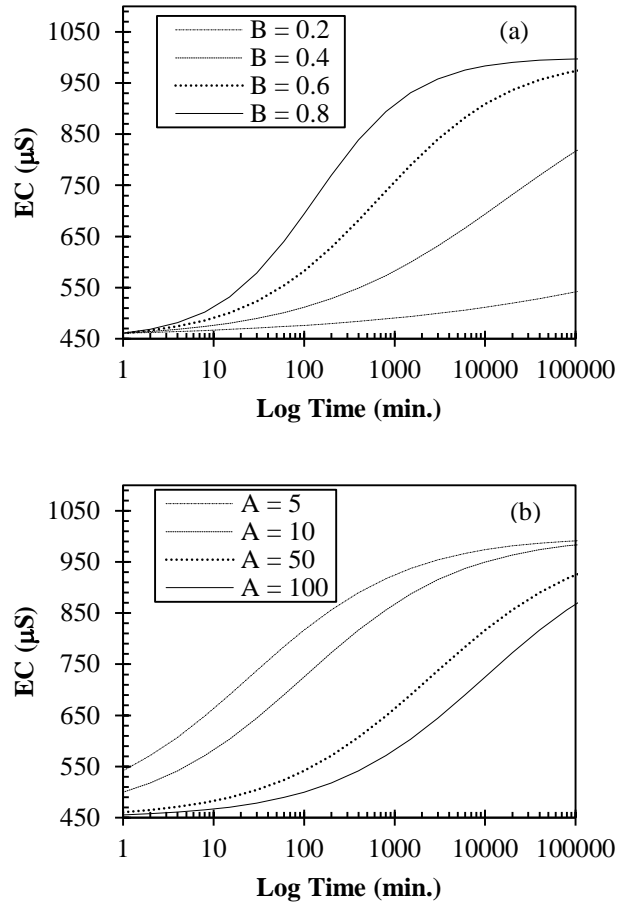 1050
950
850
750
650
550
450
EC (µS)
(a)
B = 0.2
B = 0.4
B = 0.6
B = 0.8
1 10 100 1000 10000 100000
Log Time (min.)
1050
950
850
750
650
550
450
EC (µS)
(b)
A = 5
A = 10
A = 50
A = 100
1 10 100 1000 10000 100000
Log Time (min.)